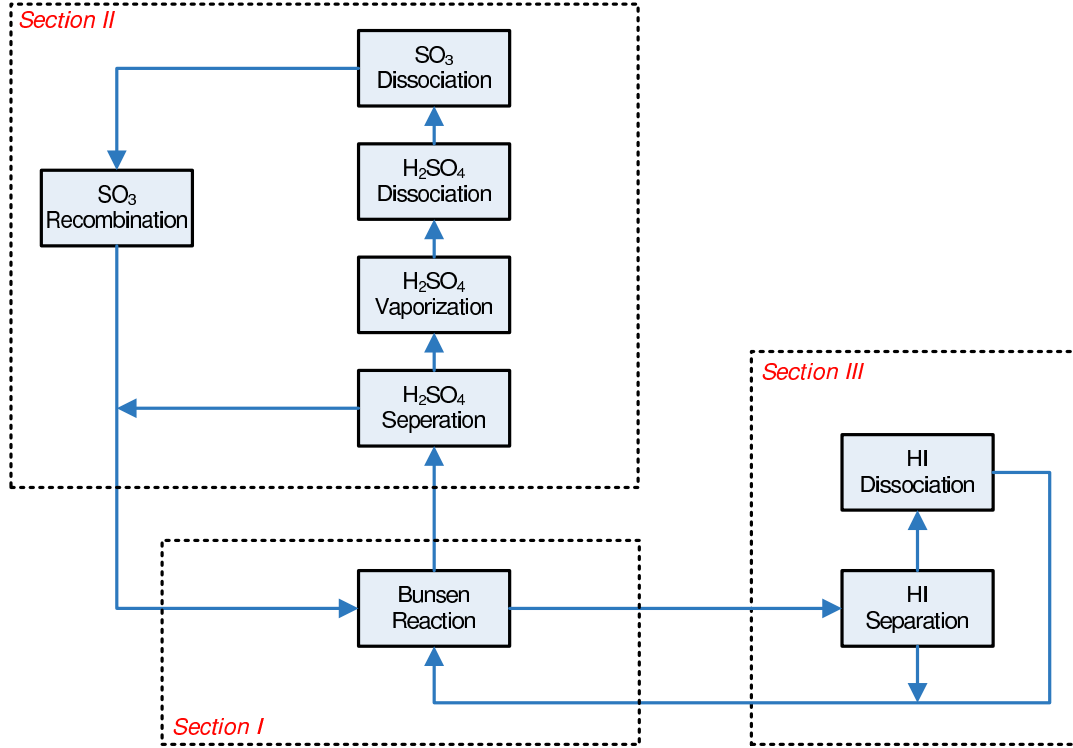 Section II
SO₃
Dissociation
H₂SO₄
Dissociation
SO₃
Recombination
H₂SO₄
Vaporization
H₂SO₄
Seperation
Section III
HI
Dissociation
Bunsen
Reaction
HI
Separation
Section I